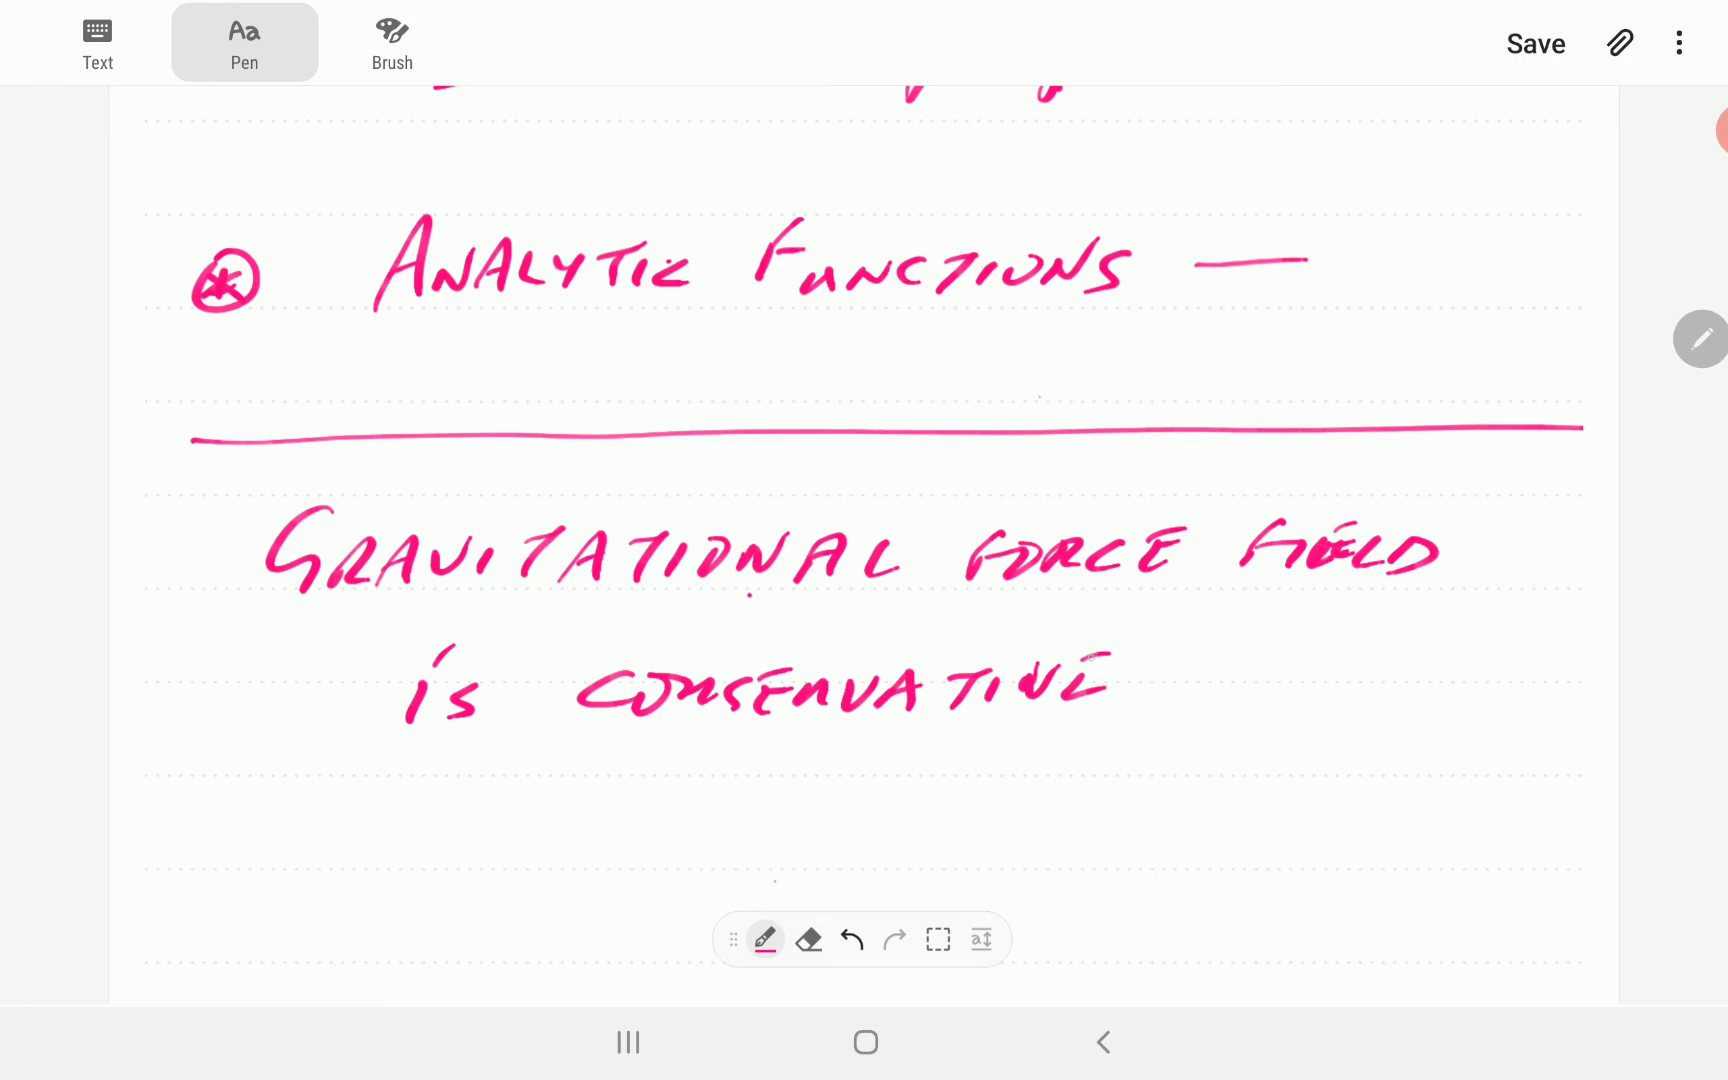 Text Pen Brush Save
ANALYTIC FUNCTIONS —
GRAVITATIONAL FORCE FIELD
is CONSERVATIVE